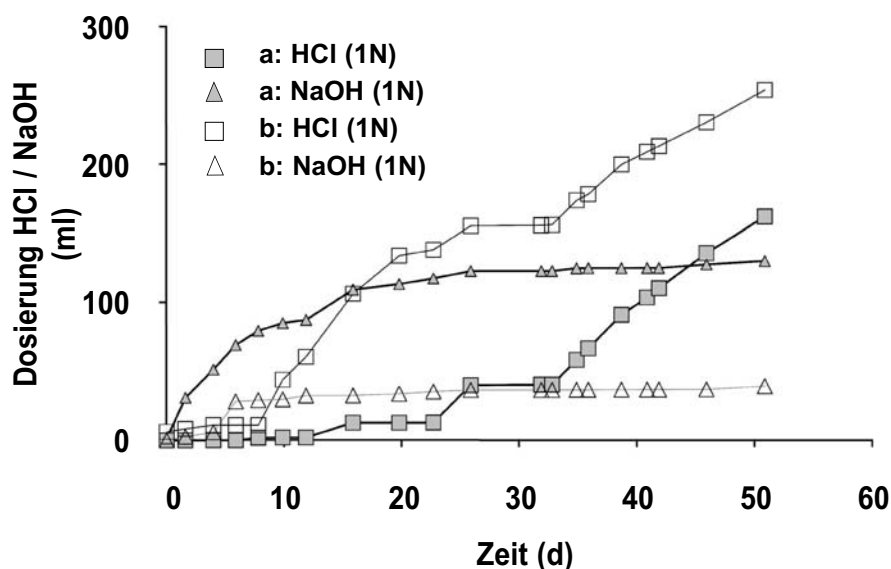 300
200
100
0
Dosierung HCl / NaOH
(ml)
a: HCl (1N)
a: NaOH (1N)
b: HCl (1N)
b: NaOH (1N)
0 10 20 30 40 50 60
Zeit (d)